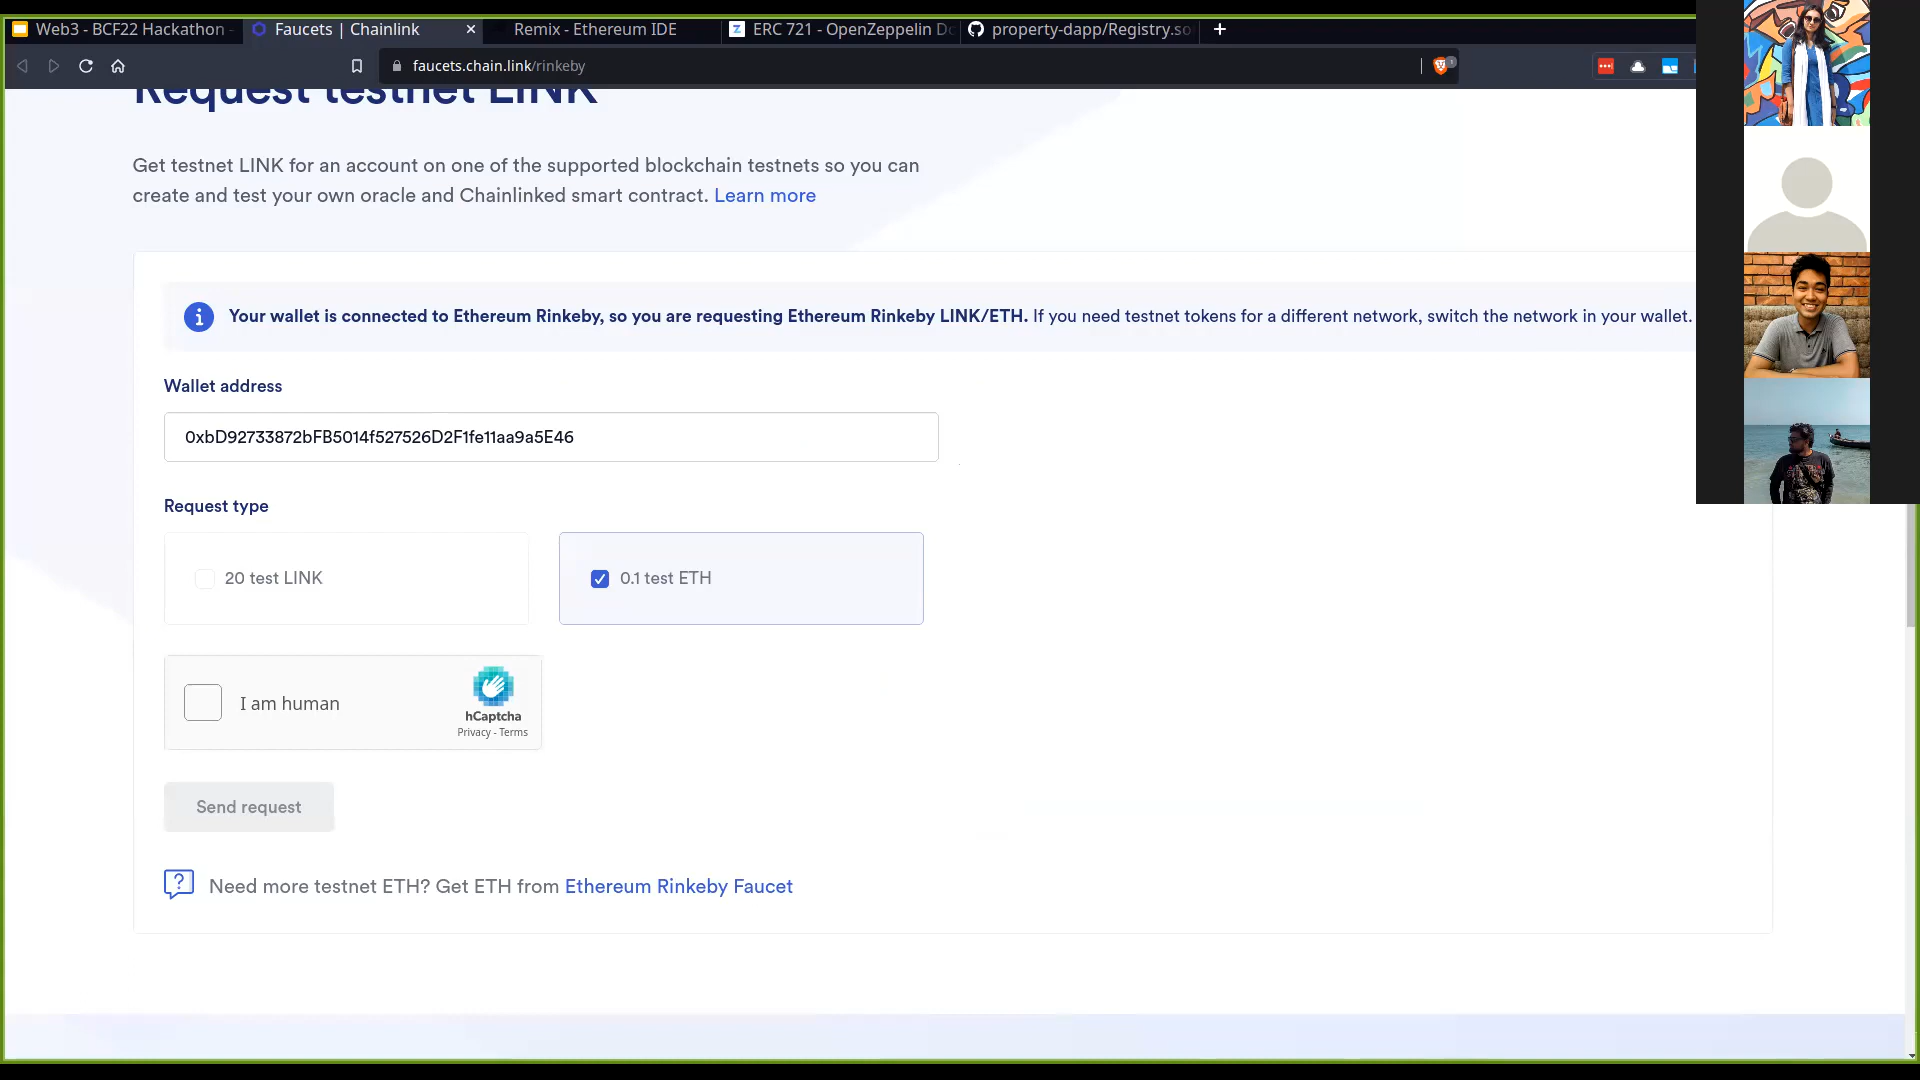 Web3 - BCF22 Hackathon -
Faucets | Chainlink
Remix - Ethereum IDE
ERC 721 - OpenZeppelin Do
property-dapp/Registry.so
faucets.chain.link/rinkeby
Request testnet LINK
Get testnet LINK for an account on one of the supported blockchain testnets so you can
create and test your own oracle and Chainlinked smart contract. Learn more
Your wallet is connected to Ethereum Rinkeby, so you are requesting Ethereum Rinkeby LINK/ETH. If you need testnet tokens for a different network, switch the network in your wallet.
Wallet address
0xbD92733872bFB5014f527526D2F1fe11aa9a5E46
Request type
20 test LINK
0.1 test ETH
I am human
hCaptcha
Privacy - Terms
Send request
Need more testnet ETH? Get ETH from Ethereum Rinkeby Faucet